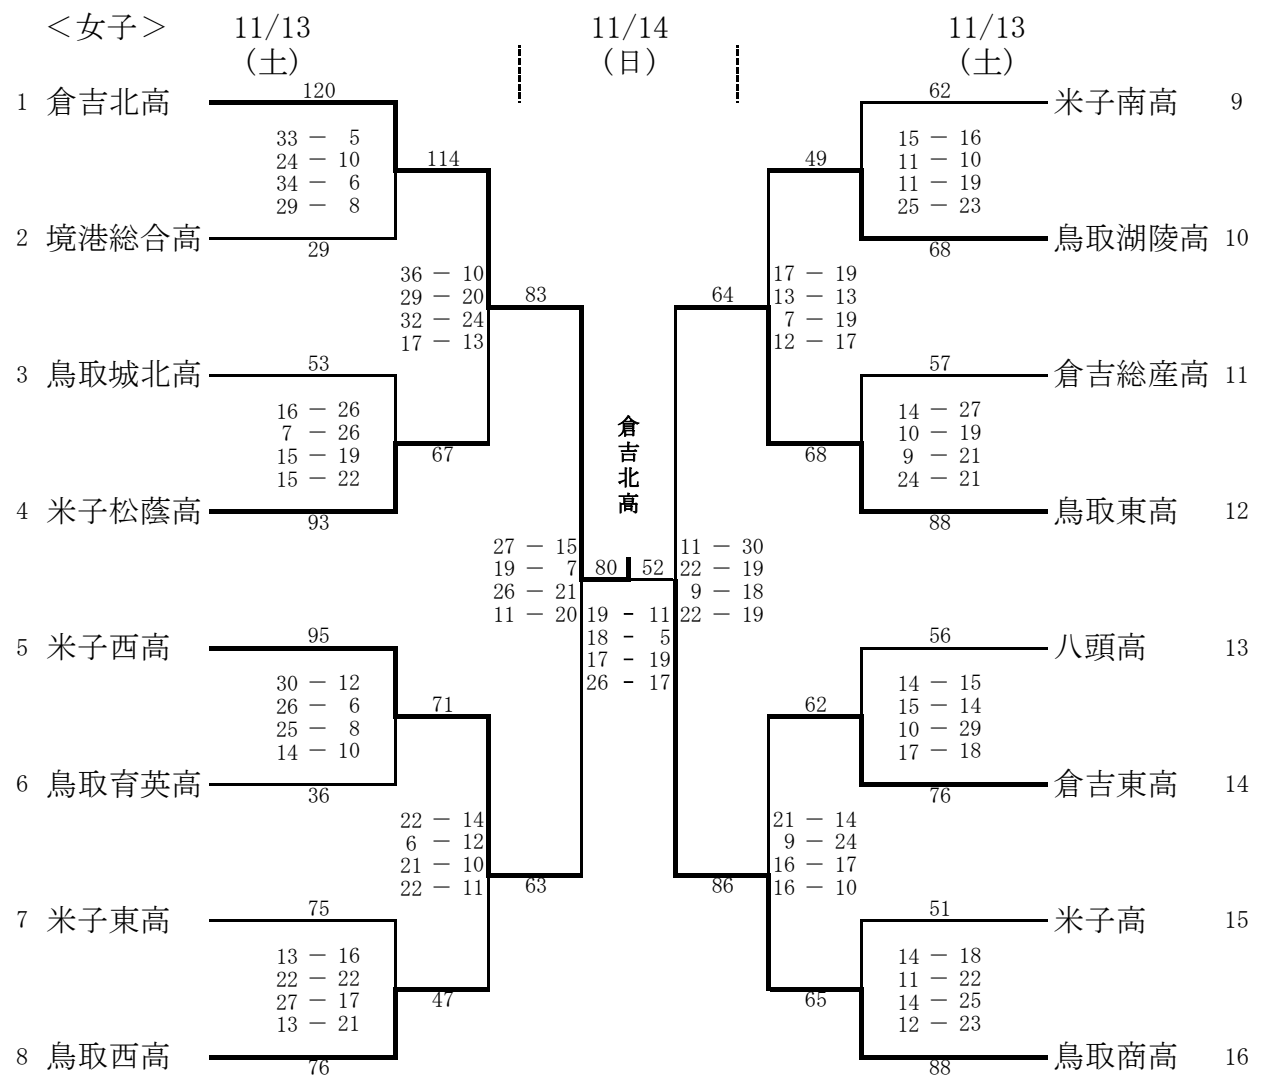 ＜女子＞ 11/13 11/14 11/13
（土） （日） （土）
1 倉吉北高 120
33 － 5
24 － 10
34 － 6
29 － 8
2 境港総合高 29
114
36 － 10
29 － 20
32 － 24
17 － 13
3 鳥取城北高 53
16 － 26
7 － 26
15 － 19
15 － 22
4 米子松蔭高 93
67
83
27 － 15
19 － 7
26 － 21
11 － 20
5 米子西高 95
30 － 12
26 － 6
25 － 8
14 － 10
6 鳥取育英高 36
71
22 － 14
6 － 12
21 － 10
22 － 11
63
7 米子東高 75
13 － 16
22 － 22
27 － 17
13 － 21
8 鳥取西高 76
47
倉吉北高
80 52
19 - 11
18 - 5
17 - 19
26 - 17
62 米子南高 9
15 － 16
11 － 10
11 － 19
25 － 23
68 鳥取湖陵高 10
49
17 － 19
13 － 13
7 － 19
12 － 17
64
57 倉吉総産高 11
14 － 27
10 － 19
9 － 21
24 － 21
88 鳥取東高 12
68
11 － 30
22 － 19
9 － 18
22 － 19
56 八頭高 13
14 － 15
15 － 14
10 － 29
17 － 18
76 倉吉東高 14
62
21 － 14
9 － 24
16 － 17
16 － 10
86
51 米子高 15
14 － 18
11 － 22
14 － 25
12 － 23
88 鳥取商高 16
65